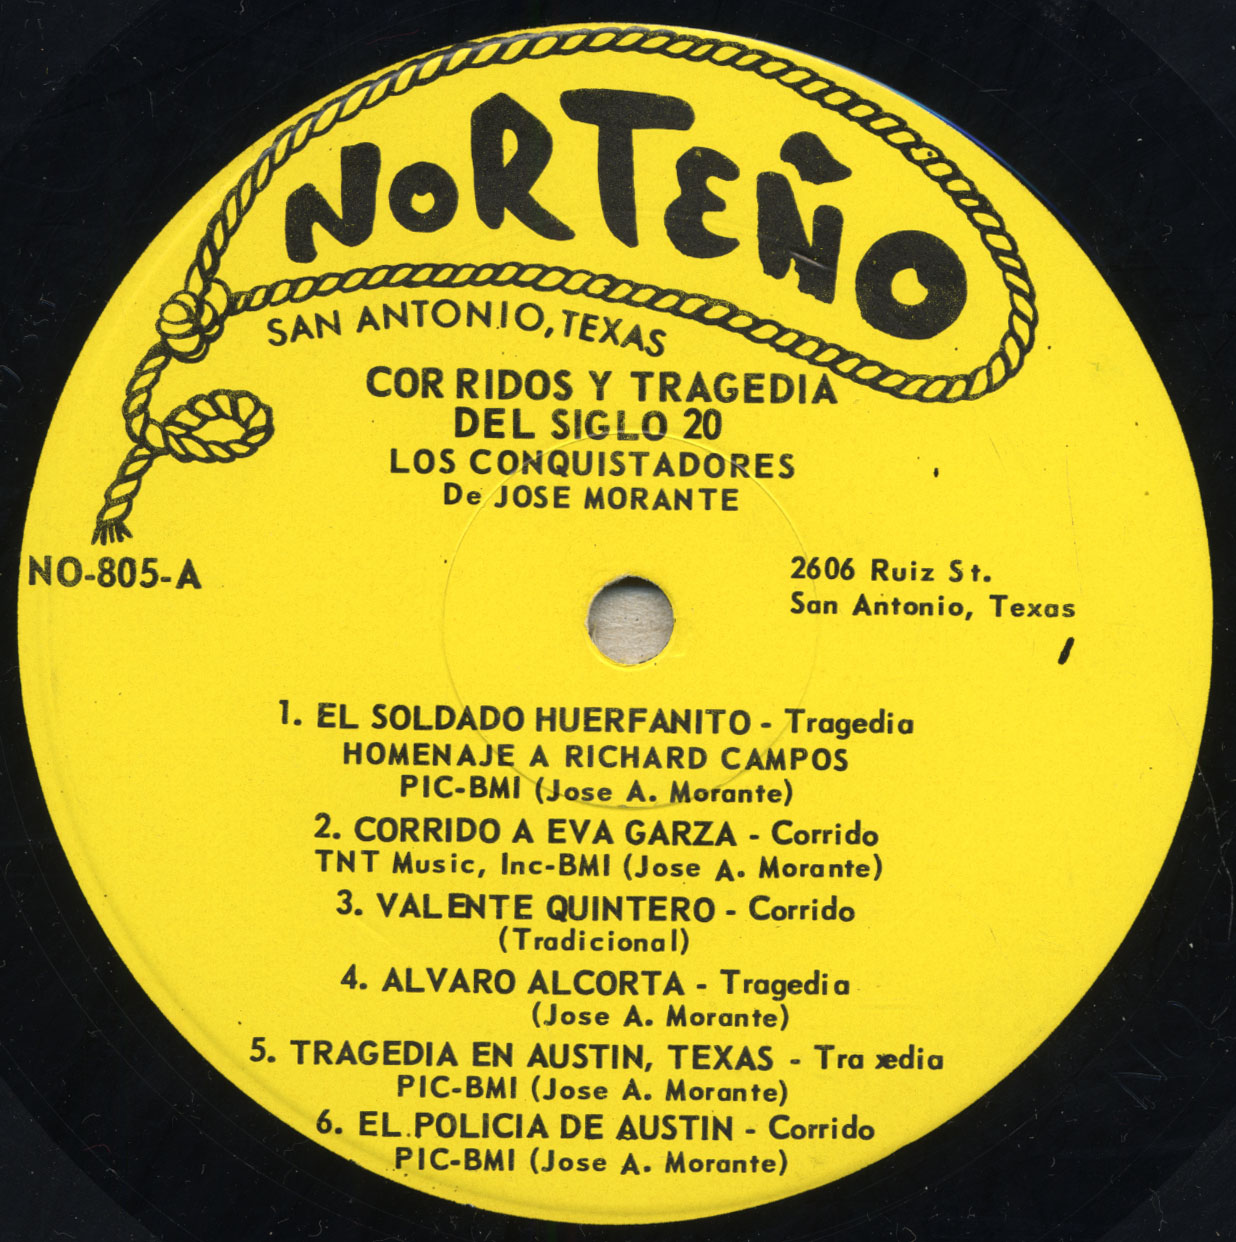 NORTEÑO
SAN ANTONIO, TEXAS
CORRIDOS Y TRAGEDIA
DEL SIGLO 20
LOS CONQUISTADORES
De JOSE MORANTE
NO-805-A
2606 Ruiz St.
San Antonio, Texas
1. EL SOLDADO HUERFANITO - Tragedia
HOMENAJE A RICHARD CAMPOS
PIC-BMI (Jose A. Morante)
2. CORRIDO A EVA GARZA - Corrido
TNT Music, Inc-BMI (Jose A. Morante)
3. VALENTE QUINTERO - Corrido
(Tradicional)
4. ALVARO ALCORTA - Tragedia
(Jose A. Morante)
5. TRAGEDIA EN AUSTIN, TEXAS - Tra xedia
PIC-BMI (Jose A. Morante)
6. EL POLICIA DE AUSTIN - Corrido
PIC-BMI (Jose A. Morante)